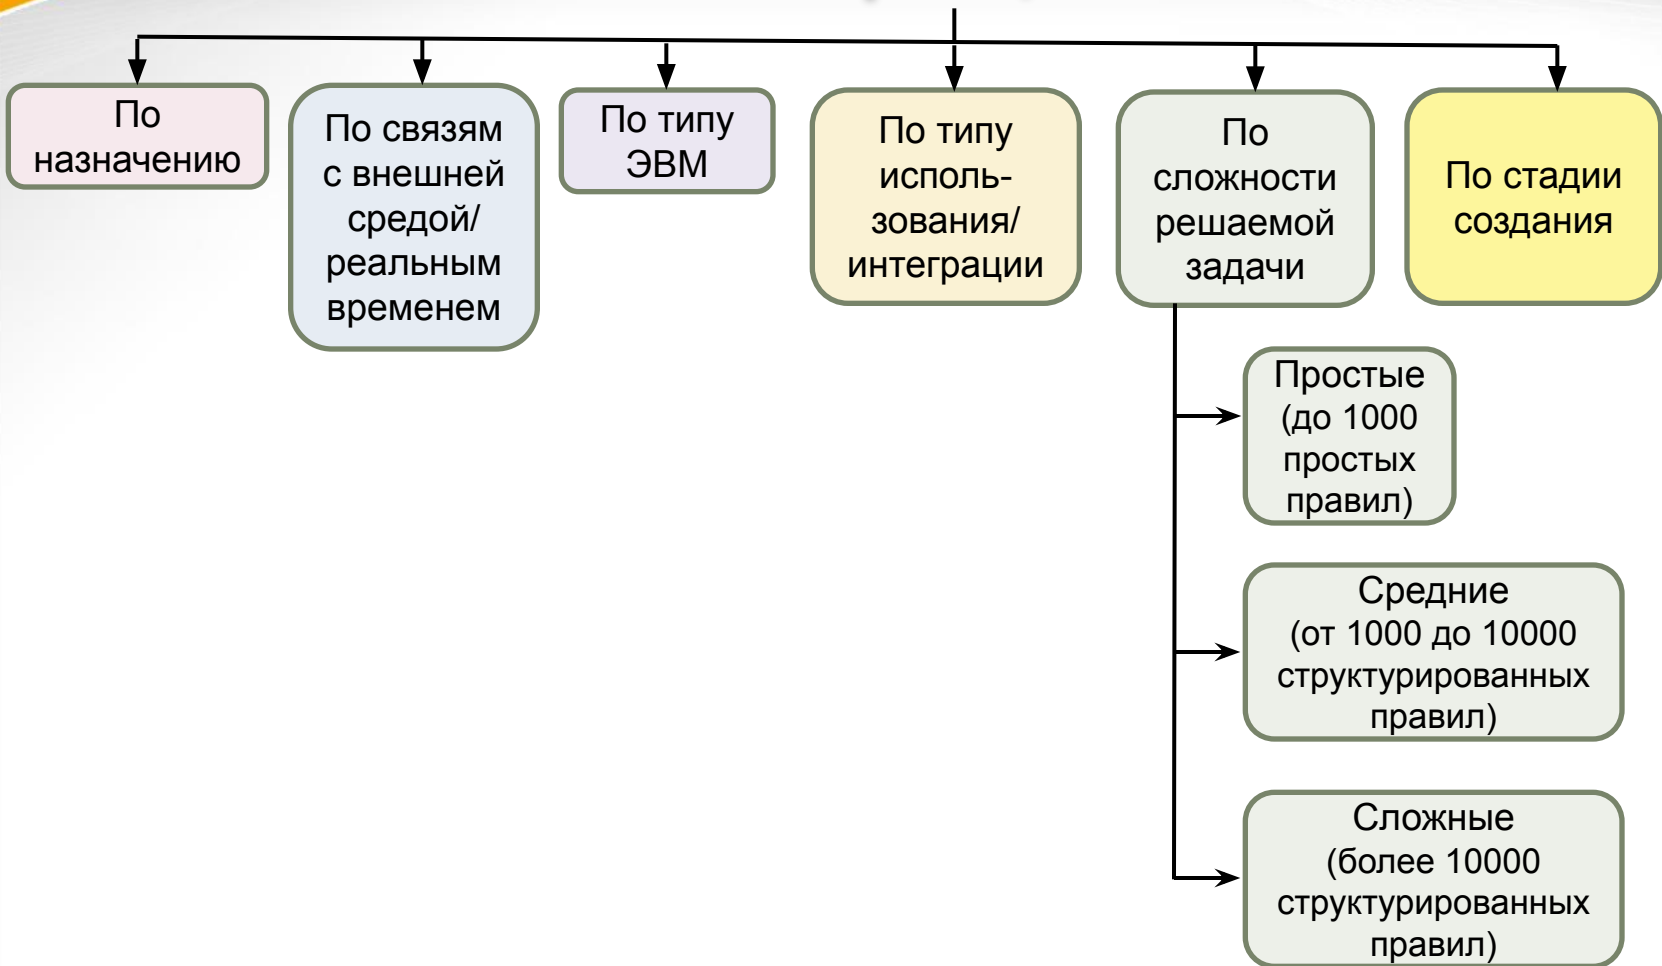 По
назначению
По связям
с внешней
средой/
реальным
временем
По типу
ЭВМ
По типу
исполь-
зования/
интеграции
По
сложности
решаемой
задачи
По стадии
создания
Простые
(до 1000
простых
правил)
Средние
(от 1000 до 10000
структурированных
правил)
Сложные
(более 10000
структурированных
правил)